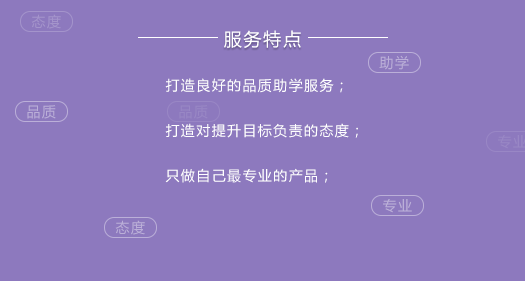 态度
服务特点
助学
打造良好的品质助学服务；
品质
品质
打造对提升目标负责的态度；
专业
只做自己最专业的产品；
专业
态度